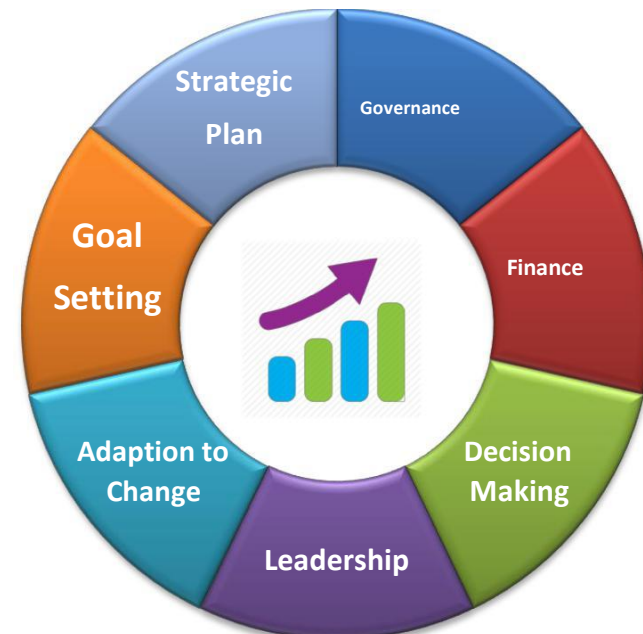 Strategic
Plan
Governance
Finance
Decision
Making
Leadership
Adaption to
Change
Goal
Setting